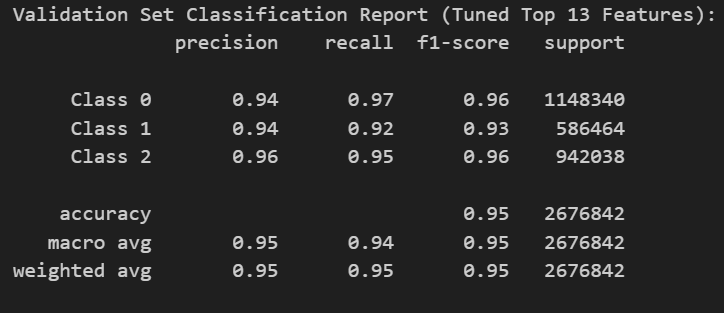 Validation Set Classification Report (Tuned Top 13 Features):
precision recall f1-score support
Class 0 0.94 0.97 0.96 1148340
Class 1 0.94 0.92 0.93 586464
Class 2 0.96 0.95 0.96 942038
accuracy 0.95 2676842
macro avg 0.95 0.94 0.95 2676842
weighted avg 0.95 0.95 0.95 2676842